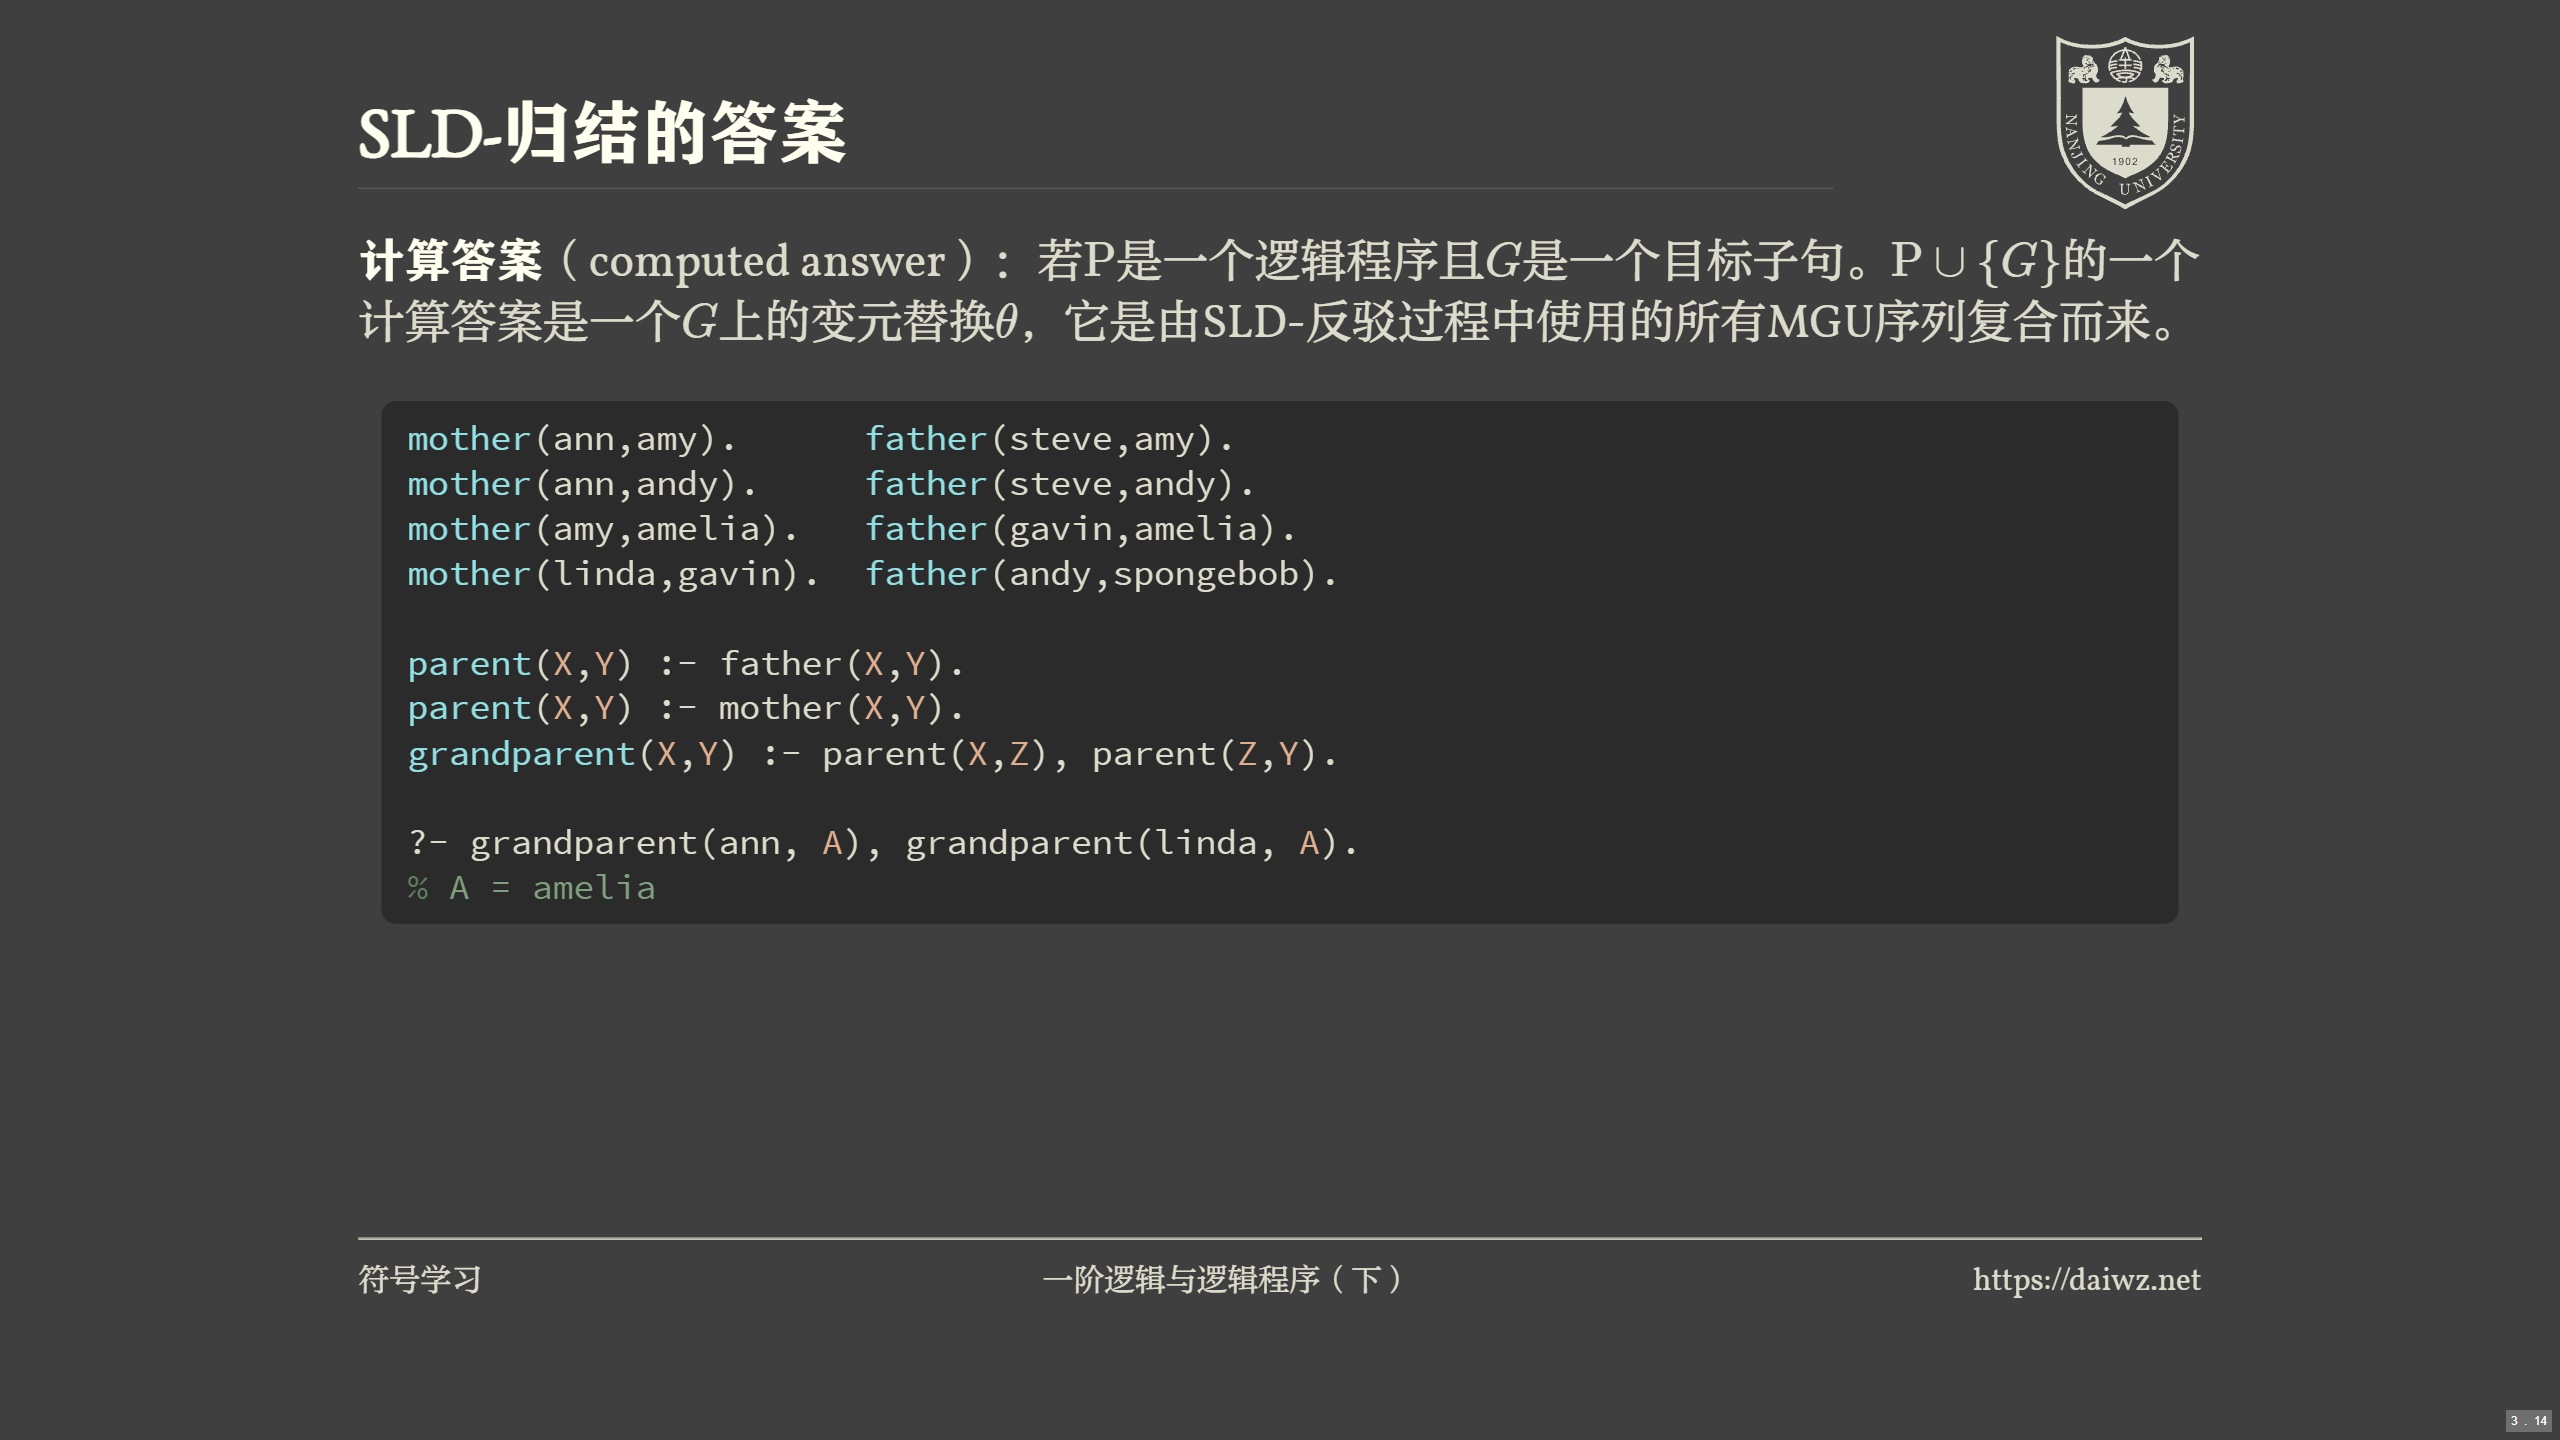 SLD-归结的答案
NANJING UNIVERSITY
1902
计算答案（computed answer）：若P是一个逻辑程序且G是一个目标子句。P ∪ {G}的一个
计算答案是一个G上的变元替换θ，它是由SLD-反驳过程中使用的所有MGU序列复合而来。
mother(ann,amy).      father(steve,amy).
mother(ann,andy).     father(steve,andy).
mother(amy,amelia).   father(gavin,amelia).
mother(linda,gavin).  father(andy,spongebob).
parent(X,Y) :- father(X,Y).
parent(X,Y) :- mother(X,Y).
grandparent(X,Y) :- parent(X,Z), parent(Z,Y).
?- grandparent(ann, A), grandparent(linda, A).
% A = amelia
符号学习
一阶逻辑与逻辑程序（下）
https://daiwz.net
3 . 14